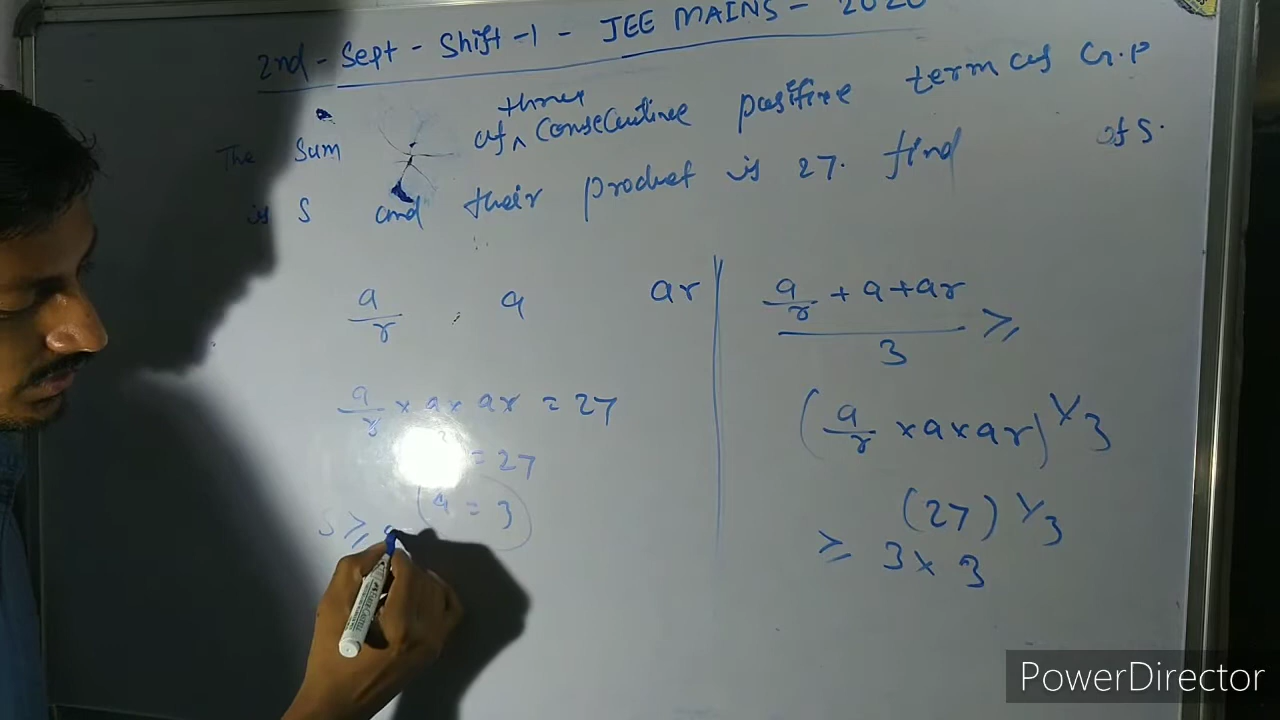 2nd - Sept - Shift - 1 - JEE MAINS - 2020
The Sum of three Consecutive positive term of G.P
is S and their product is 27. find of S.
a/r , a ar
a/r × a × ar = 27
= 27
a = 3
S ≥
a/r + a + ar / 3 ≥
(a/r × a × ar)^1/3
(27)^1/3
≥ 3 × 3
PowerDirector